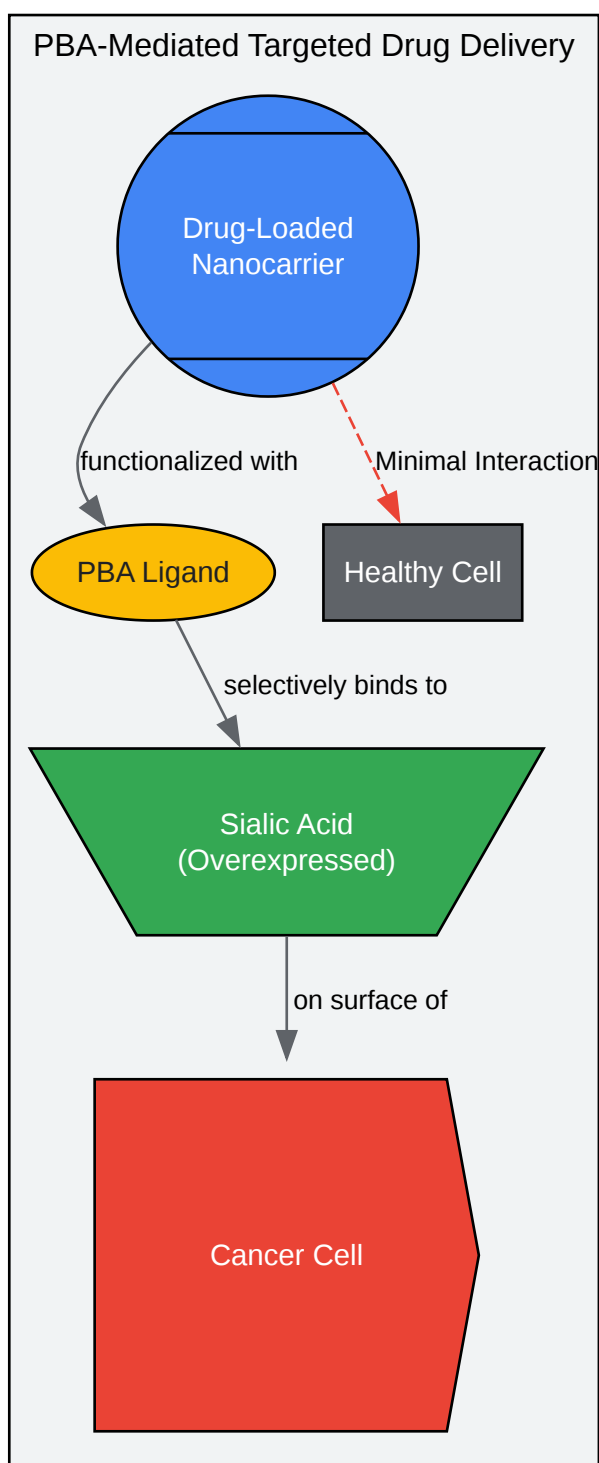 PBA-Mediated Targeted Drug Delivery
Drug-Loaded
Nanocarrier
functionalized with
Minimal Interaction
PBA Ligand
Healthy Cell
selectively binds to
Sialic Acid
(Overexpressed)
on surface of
Cancer Cell